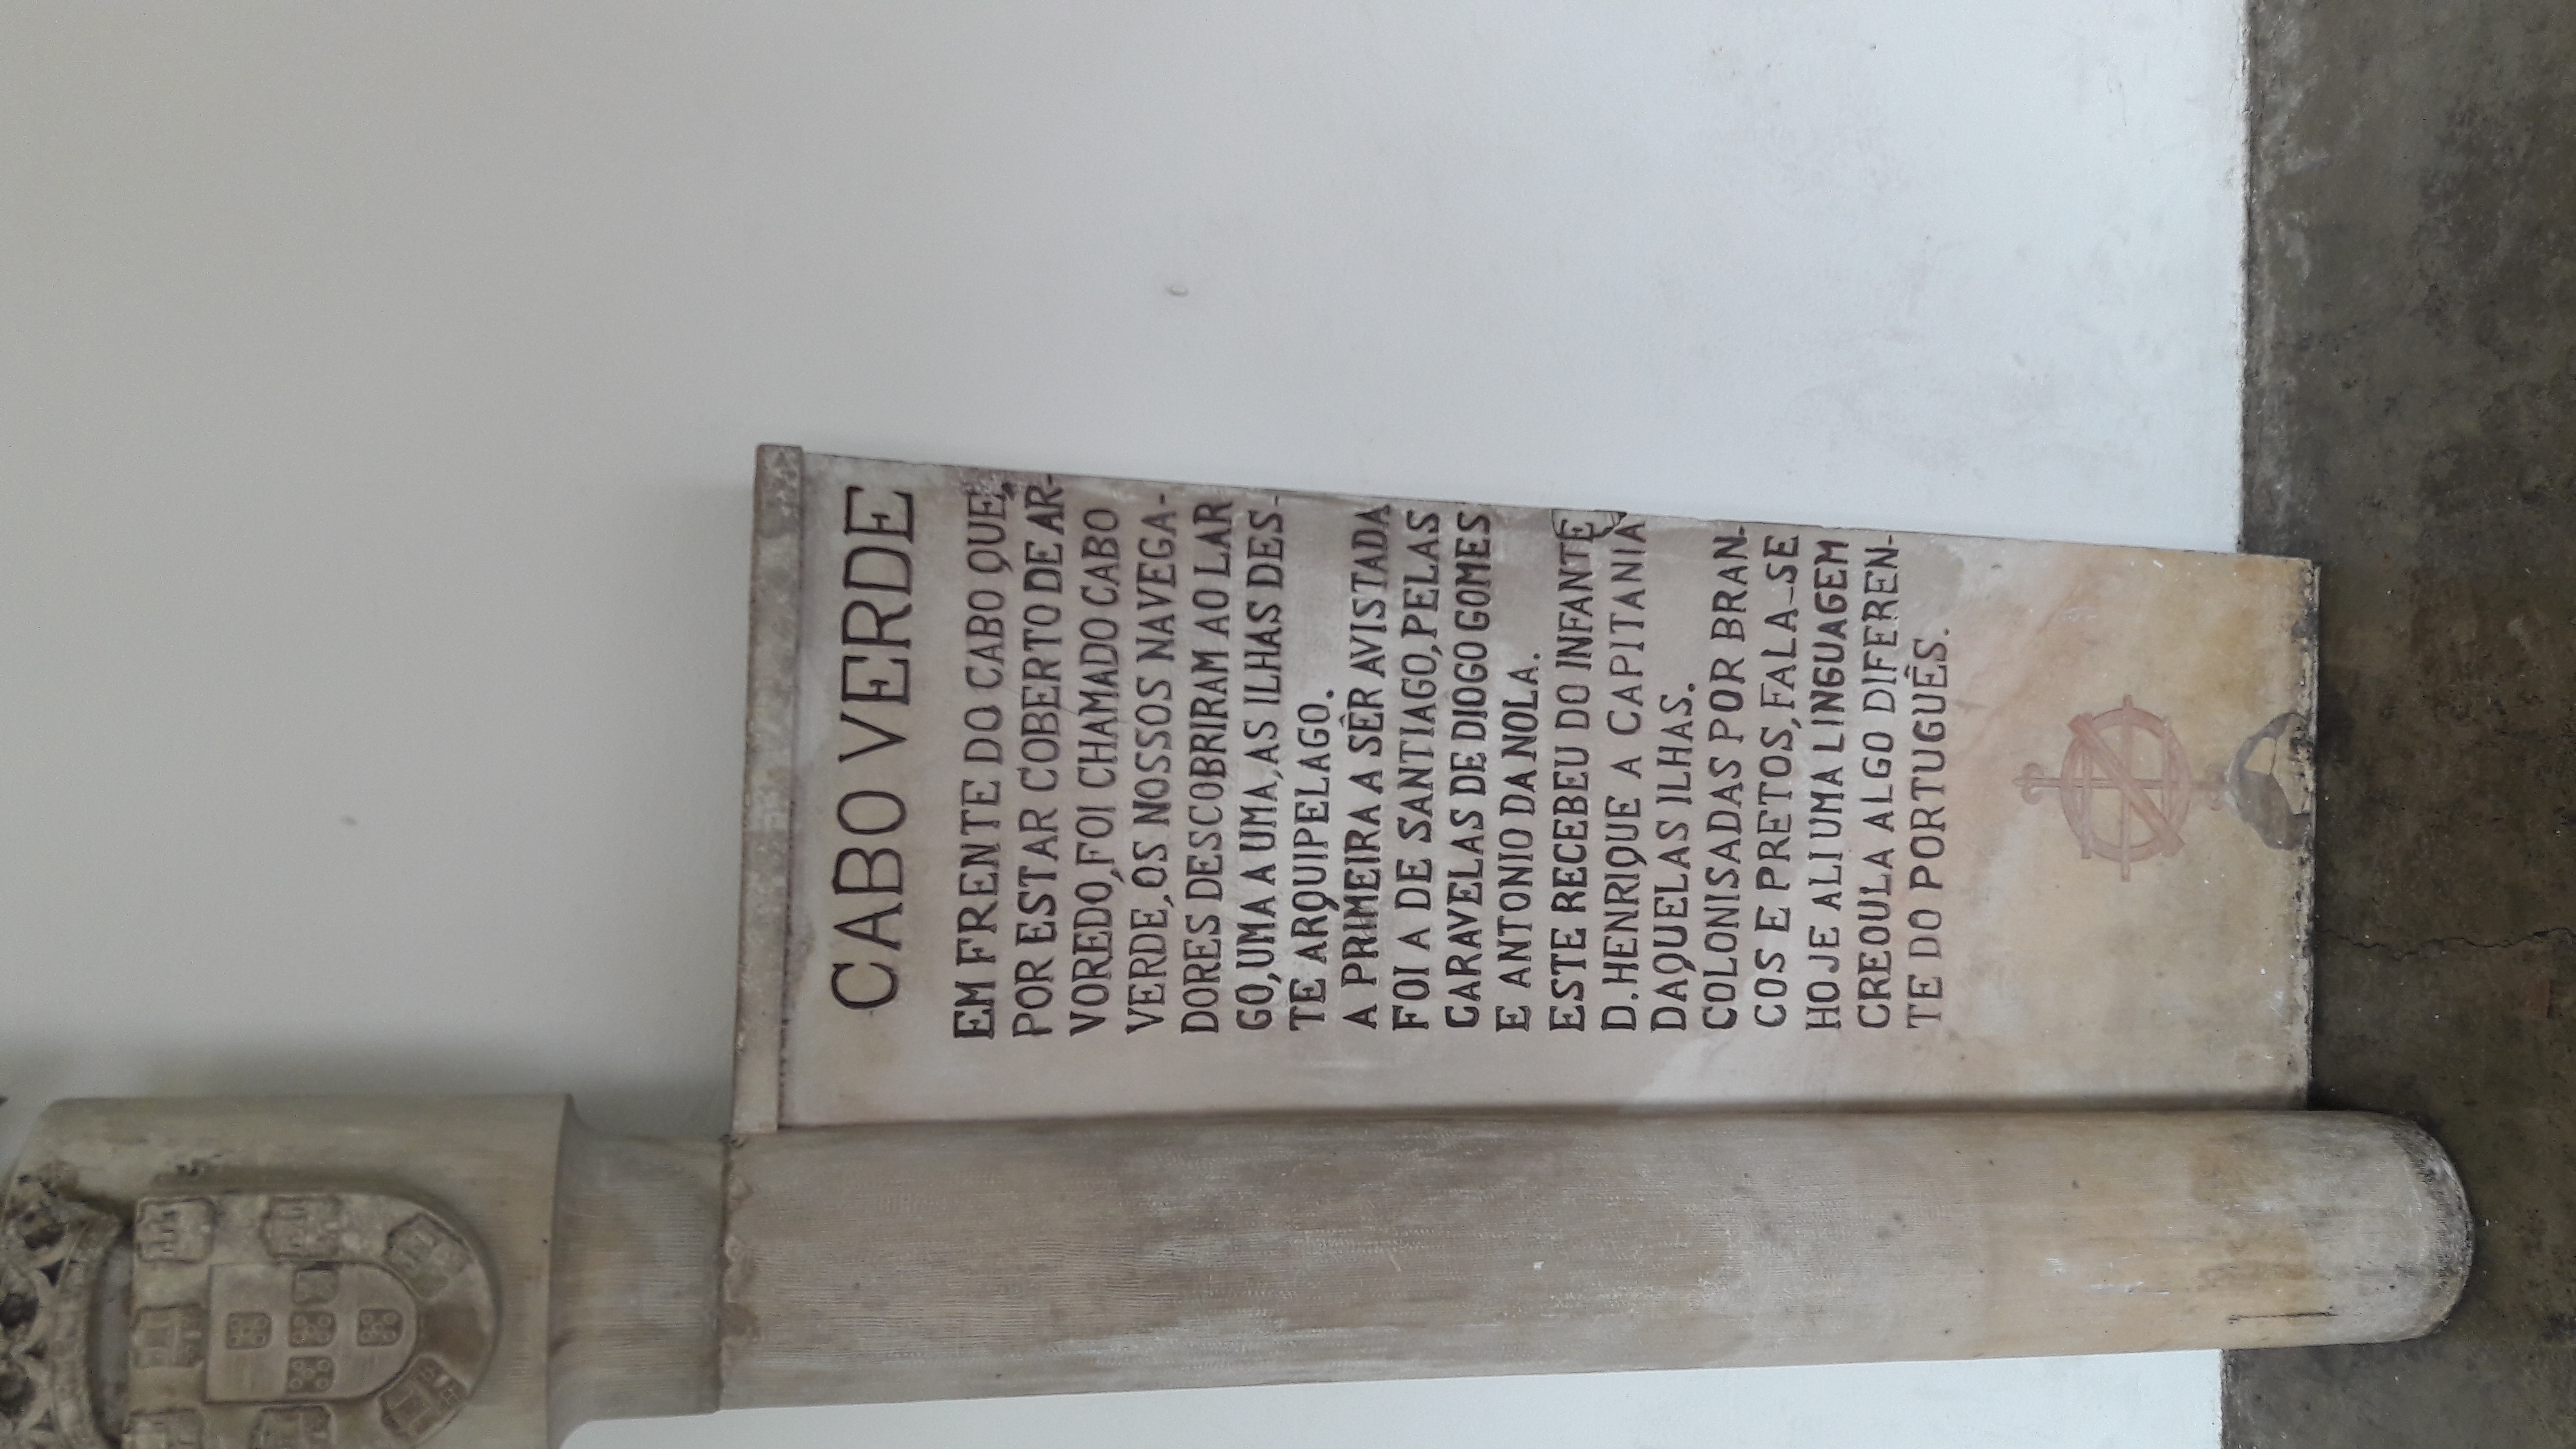 CABO VERDE
EM FRENTE DO CABO QUE,
POR ESTAR COBERTO DE AR-
VOREDO, FOI CHAMADO CABO
VERDE, OS NOSSOS NAVEGA-
DORES DESCOBRIRAM AO LAR
GO, UMA A UMA, AS ILHAS DES-
TE ARQUIPELAGO.
A PRIMEIRA A SÊR AVISTADA
FOI A DE SANTIAGO, PELAS
CARAVELAS DE DIOGO GOMES
E ANTONIO DA NOLA.
ESTE RECEBEU DO INFANTE
D. HENRIQUE A CAPITANIA
DAQUELAS ILHAS.
COLONISADAS POR BRAN-
COS E PRETOS, FALA-SE
HOJE ALI UMA LINGUAGEM
CREOULA ALGO DIFEREN-
TE DO PORTUGUÊS.